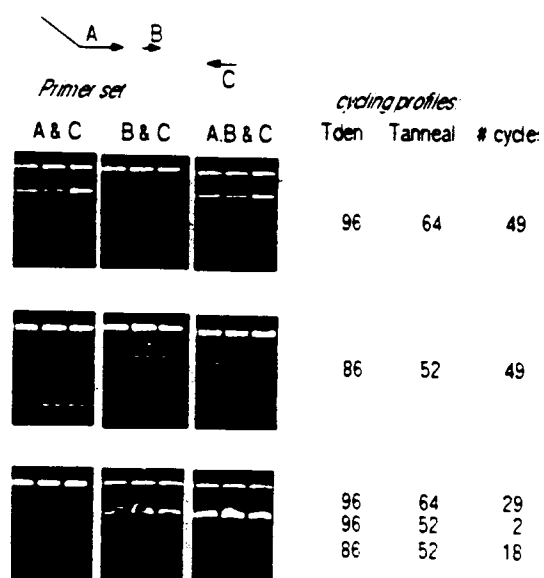 A B
C
Primer set
cycling profiles:
A & C B & C A.B & C Tden Tanneal # cycles
96 64 49
86 52 49
96 64 29
96 52 2
86 52 18